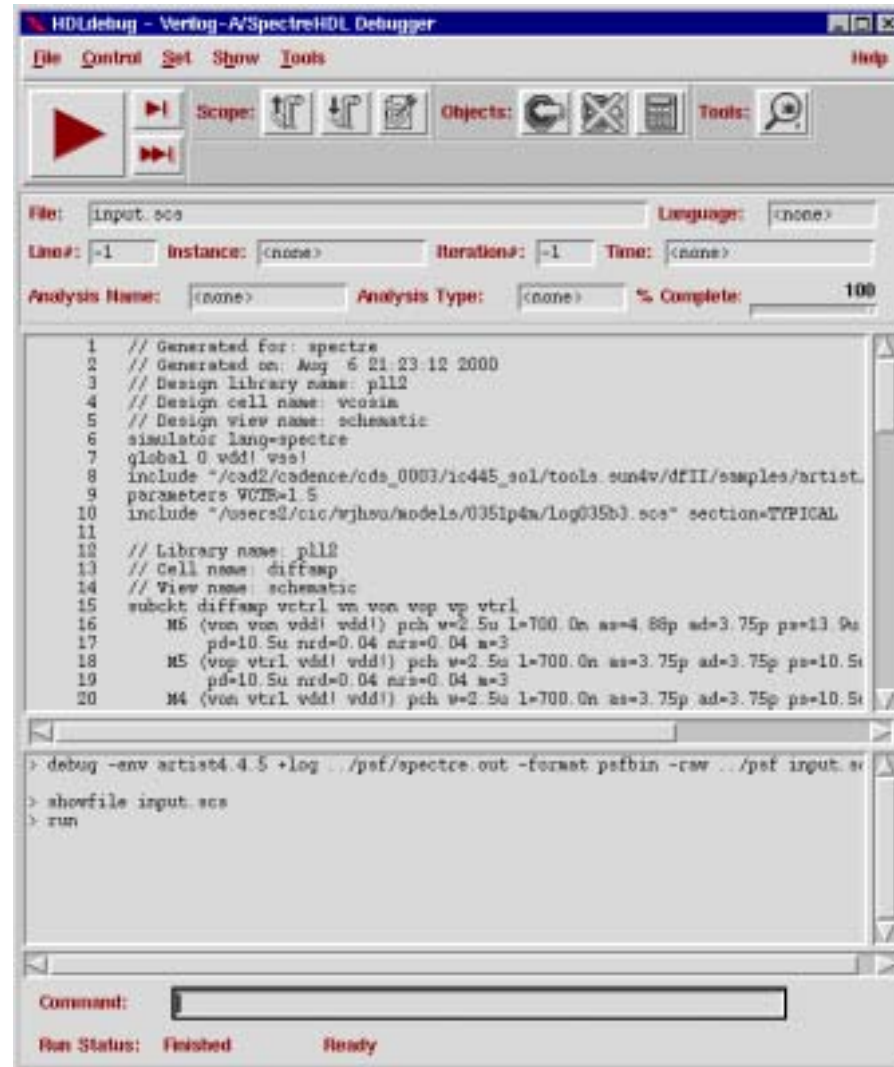 HDLdebug - Verilog-A/SpectreHDL Debugger
File Control Set Show Tools Help
Scope: Objects: Tools:
File: input.scs Language: <none>
Line#: -1 Instance: <none> Iteration#: -1 Time: <none>
Analysis Name: <none> Analysis Type: <none> % Complete: 100
1 // Generated for: spectre
2 // Generated on: Aug 6 21:23:12 2000
3 // Design library name: pll2
4 // Design cell name: vcosim
5 // Design view name: schematic
6 simulator lang=spectre
7 global 0 vdd! vss!
8 include "/cad2/cadence/cds_0003/ic445_sol/tools.sun4v/dfII/samples/artist.
9 parameters VCTR=1.5
10 include "/users2/cic/wjhsu/models/0351p4m/log035b3.scs" section=TYPICAL
11
12 // Library name: pll2
13 // Cell name: diffamp
14 // View name: schematic
15 subckt diffamp vctrl vn von vop vp vtrl
16 M6 (von von vdd! vdd!) pch w=2.5u l=700.0n as=4.88p ad=3.75p ps=13.9u
17 pd=10.5u nrd=0.04 nrs=0.04 m=3
18 M5 (vop vtrl vdd! vdd!) pch w=2.5u l=700.0n as=3.75p ad=3.75p ps=10.5u
19 pd=10.5u nrd=0.04 nrs=0.04 m=3
20 M4 (von vtrl vdd! vdd!) pch w=2.5u l=700.0n as=3.75p ad=3.75p ps=10.5u
> debug -env artist4.4.5 +log ../psf/spectre.out -format psfbin -raw ../psf input.sc
> showfile input.scs
> run
Command:
Run Status: Finished Ready